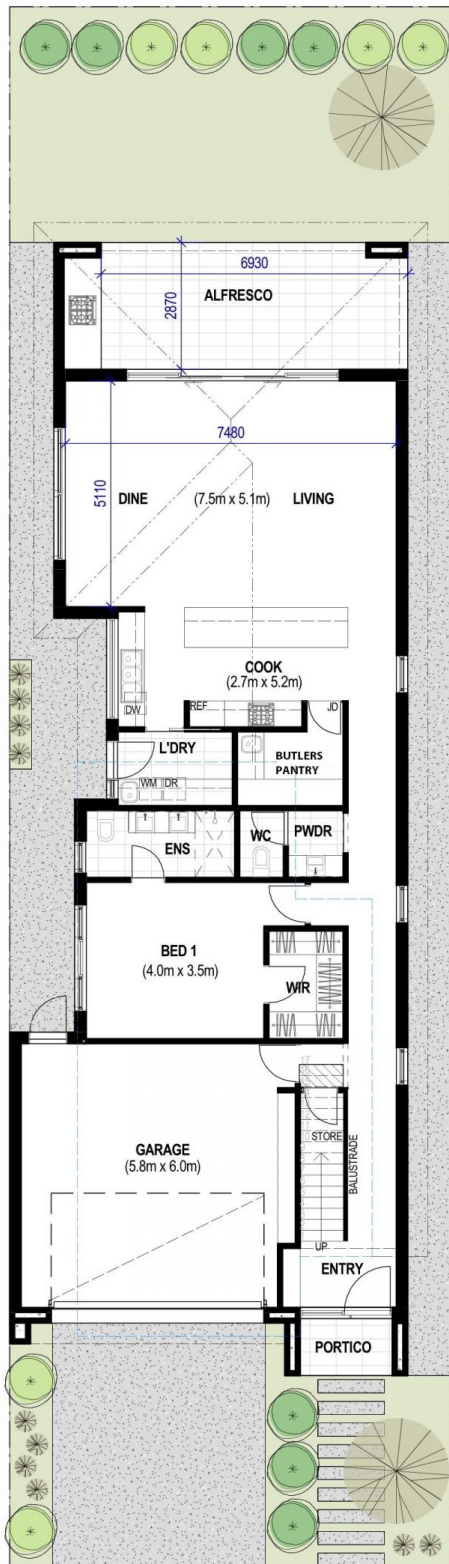 6930
ALFRESCO
2870
7480
5110
DINE (7.5m x 5.1m) LIVING
COOK
(2.7m x 5.2m)
DW
REF
JD
L'DRY
WM DR
BUTLERS
PANTRY
ENS
WC
PWDR
BED 1
(4.0m x 3.5m)
WIR
GARAGE
(5.8m x 6.0m)
STORE
BALUSTRADE
UP
ENTRY
PORTICO